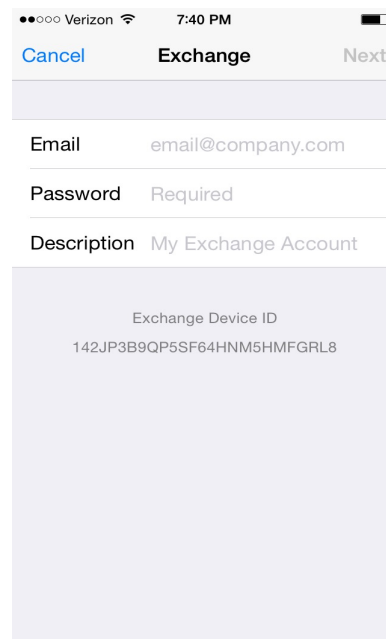 Verizon 7:40 PM
Cancel Exchange Next
Email email@company.com
Password Required
Description My Exchange Account
Exchange Device ID
142JP3B9QP5SF64HNM5HMFGRL8